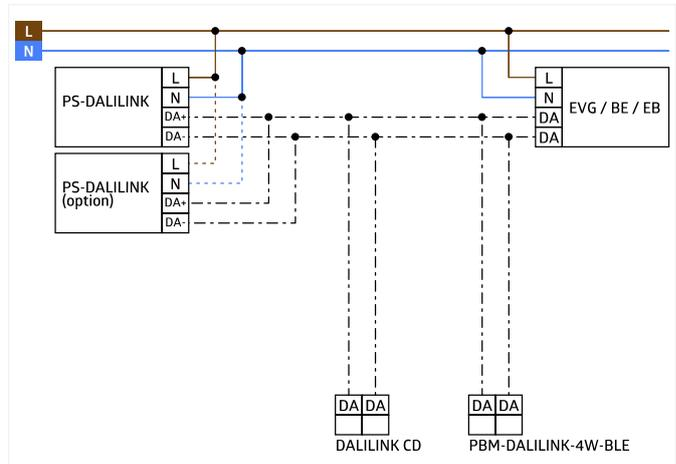 L
N
PS-DALILINK
L
N
DA+
DA-
EVG / BE / EB
L
N
DA
DA
PS-DALILINK
(option)
L
N
DA+
DA-
DA DA
DALILINK CD
DA DA
PBM-DALILINK-4W-BLE